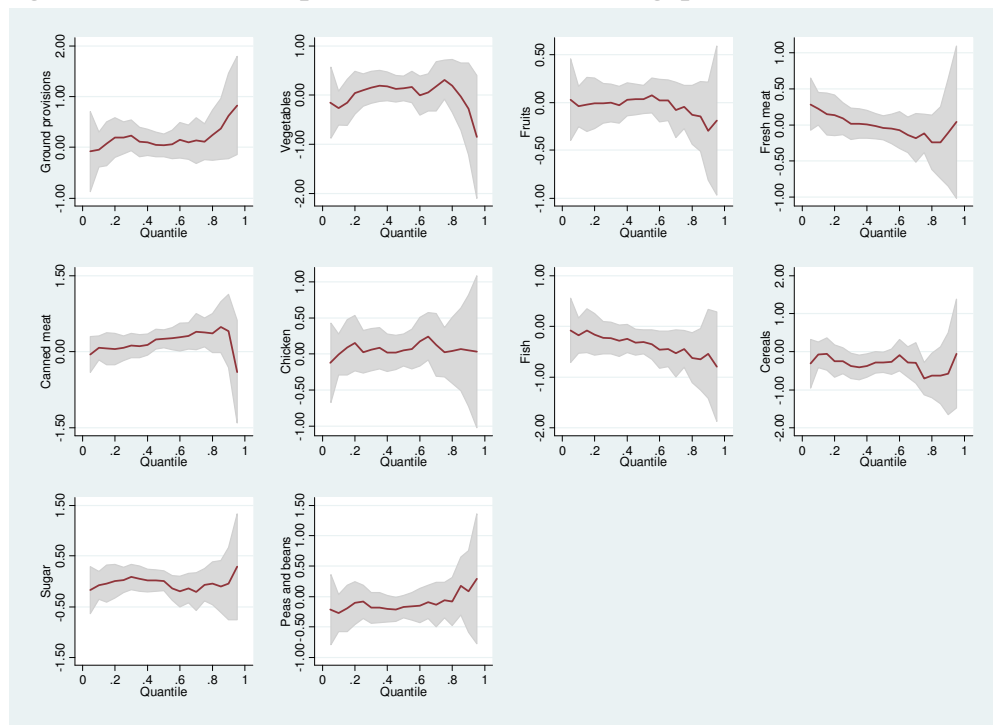 Ground provisions
-1.00 0.00 1.00 2.00
0 .2 .4 .6 .8 1
Quantile
Vegetables
-2.00 -1.00 0.00 1.00
0 .2 .4 .6 .8 1
Quantile
Fruits
-1.00 -0.50 0.00 0.50
0 .2 .4 .6 .8 1
Quantile
Fresh meat
-1.00 -0.50 0.00 0.50 1.00
0 .2 .4 .6 .8 1
Quantile
Canned meat
-1.50 0.00 1.50
0 .2 .4 .6 .8 1
Quantile
Chicken
-1.00 -0.50 0.00 0.50 1.00
0 .2 .4 .6 .8 1
Quantile
Fish
-2.00 -1.00 0.00 1.00
0 .2 .4 .6 .8 1
Quantile
Cereals
-2.00 -1.00 0.00 1.00 2.00
0 .2 .4 .6 .8 1
Quantile
Sugar
-1.50 -0.50 0.50 1.50
0 .2 .4 .6 .8 1
Quantile
Peas and beans
-1.00 -0.50 0.00 0.50 1.00 1.50
0 .2 .4 .6 .8 1
Quantile